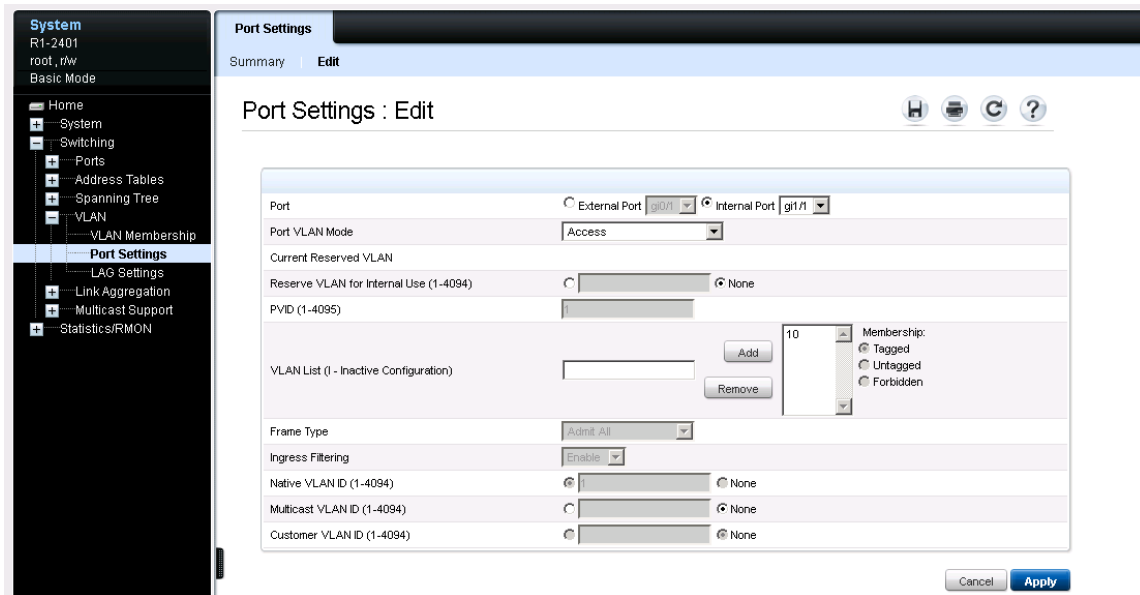 System
R1-2401
root , r/w
Basic Mode
Home
System
Switching
Ports
Address Tables
Spanning Tree
VLAN
VLAN Membership
Port Settings
LAG Settings
Link Aggregation
Multicast Support
Statistics/RMON
Port Settings
Summary Edit
Port Settings : Edit
Port External Port gi0/1 Internal Port gi1/1
Port VLAN Mode Access
Current Reserved VLAN
Reserve VLAN for Internal Use (1-4094) None
PVID (1-4095) 1
VLAN List (I - Inactive Configuration) Add Remove 10 Membership:
Tagged
Untagged
Forbidden
Frame Type Admit All
Ingress Filtering Enable
Native VLAN ID (1-4094) 1 None
Multicast VLAN ID (1-4094) None
Customer VLAN ID (1-4094) None
Cancel Apply